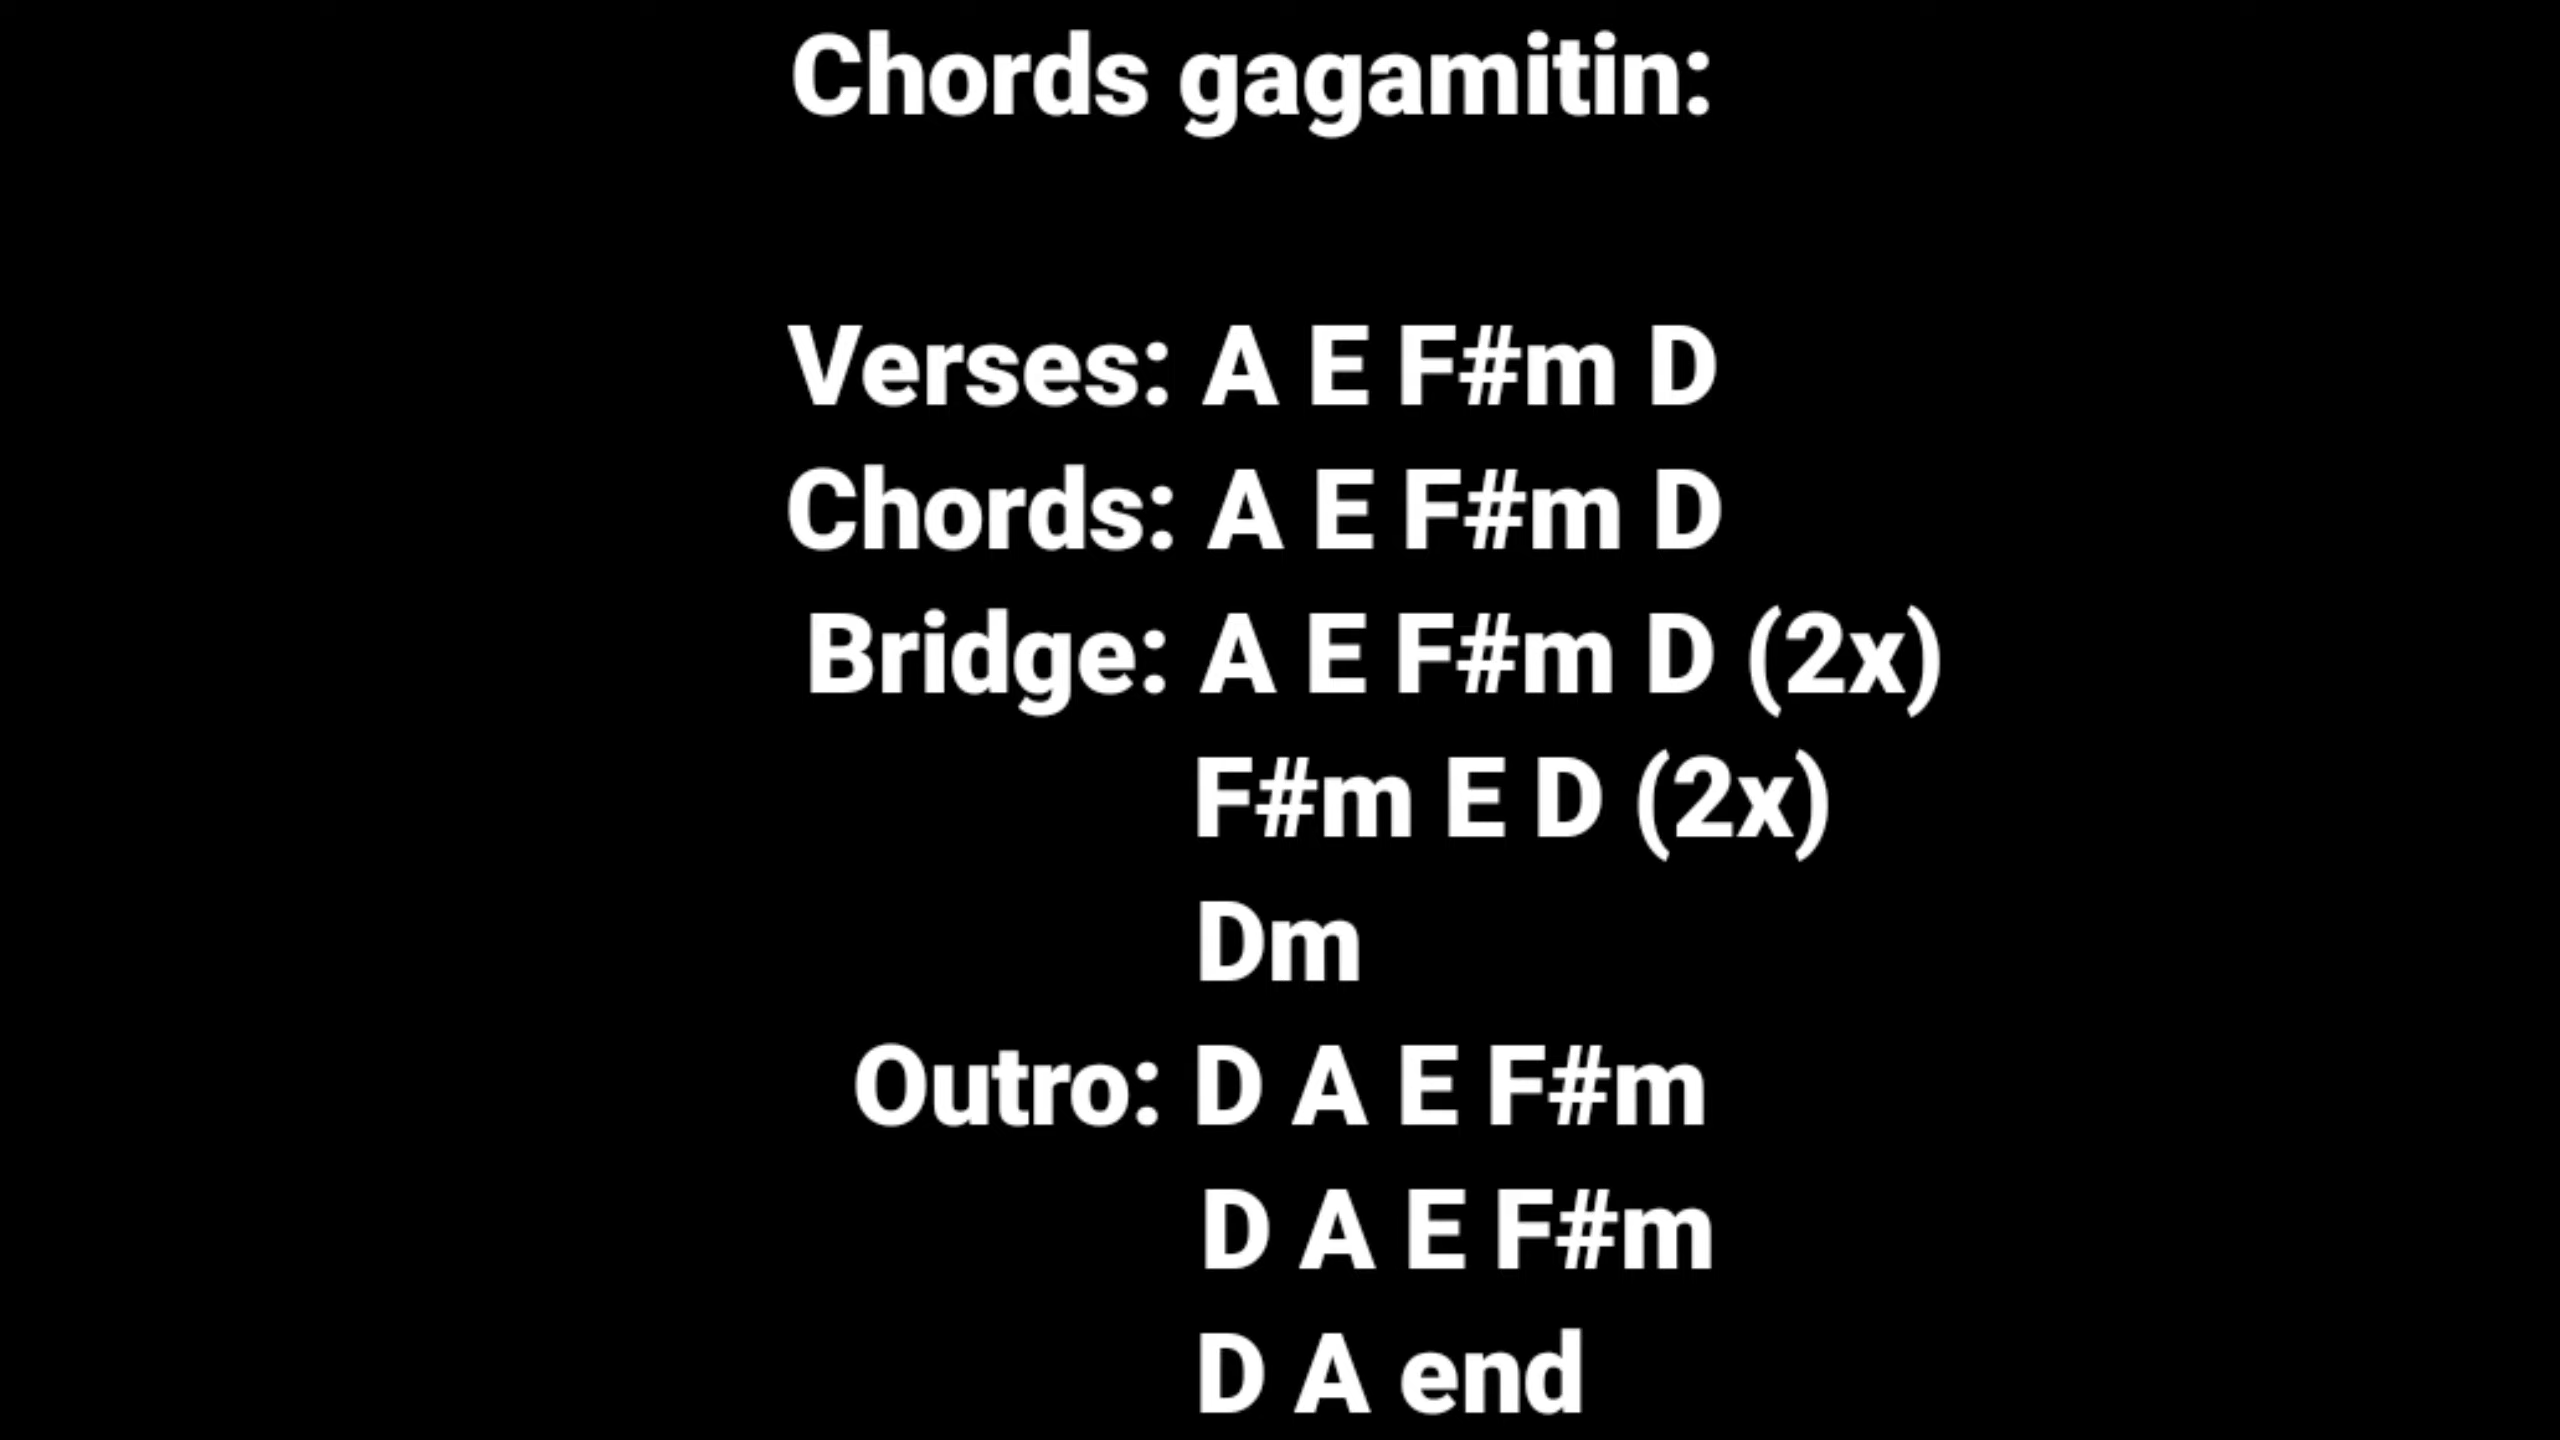 Chords gagamitin:
Verses: A E F#m D
Chords: A E F#m D
Bridge: A E F#m D (2x)
F#m E D (2x)
Dm
Outro: D A E F#m
D A E F#m
D A end